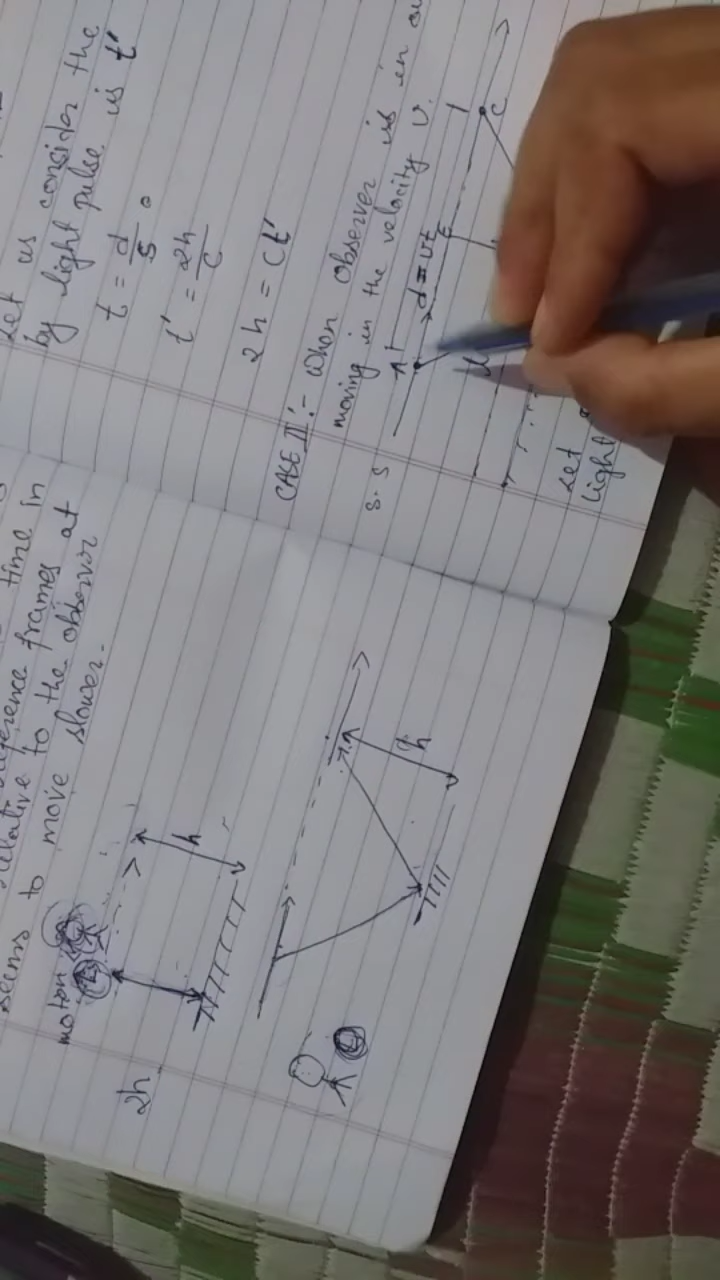 time in
reference frames at
relative to the observer
seems to move slower.
motion
2h
h
h
Let us consider the
by light pulse is t'
t = d/s
t' = 2h/c
2h = ct'
CASE II :- When observer is in
moving in the velocity v.
S.S
d = vt
C
Let
light